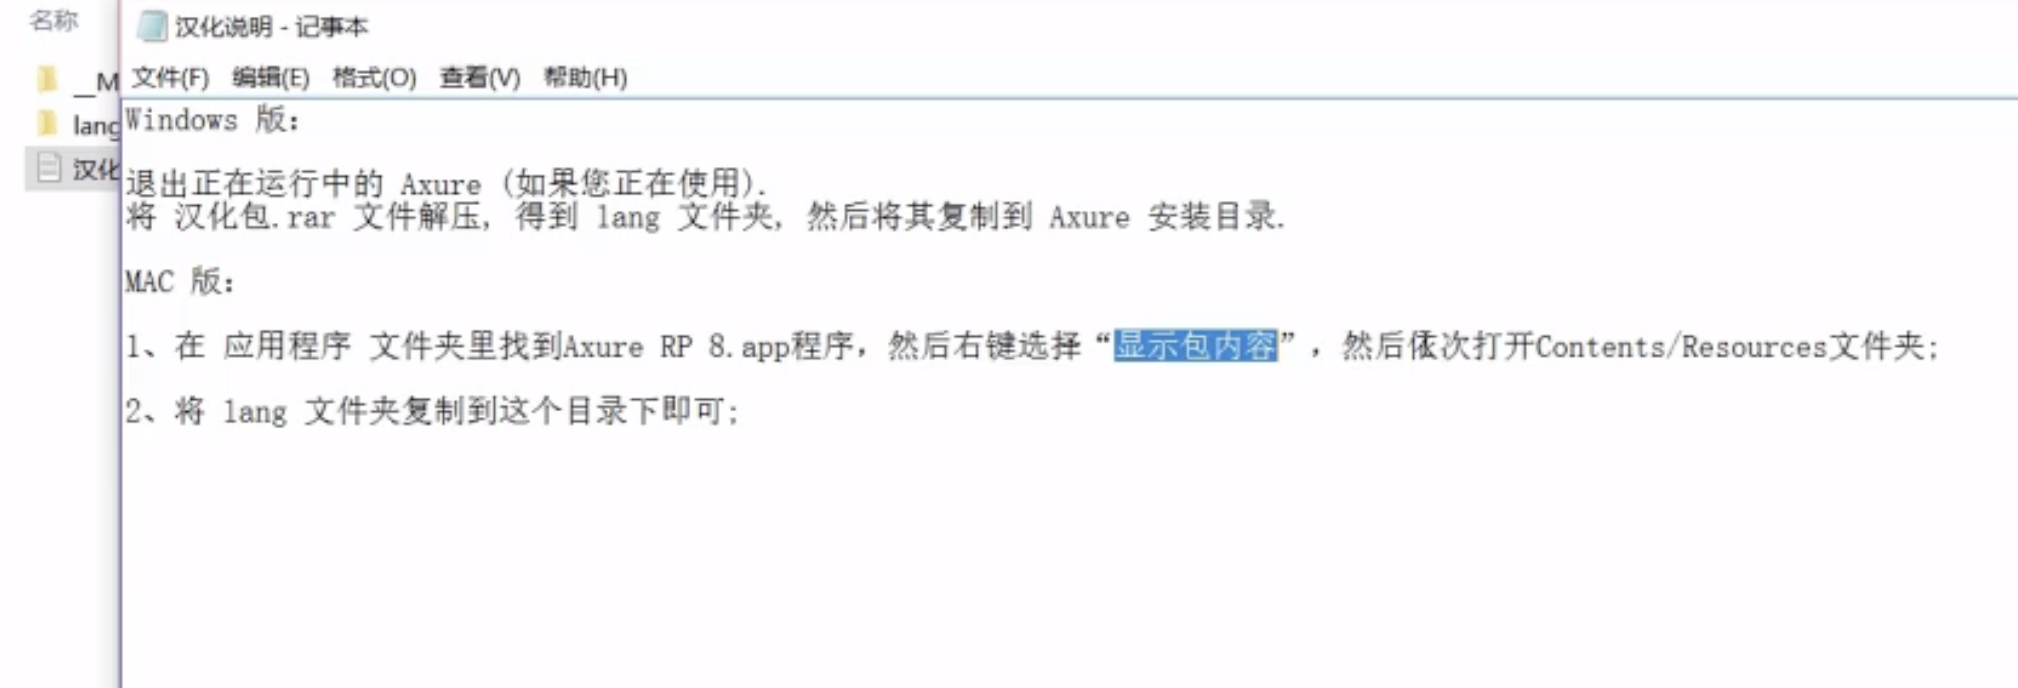 名称
汉化说明 - 记事本
文件(F) 编辑(E) 格式(O) 查看(V) 帮助(H)
__M
lang
汉化
Windows 版：
退出正在运行中的 Axure (如果您正在使用).
将 汉化包.rar 文件解压, 得到 lang 文件夹, 然后将其复制到 Axure 安装目录.
MAC 版：
1、在 应用程序 文件夹里找到Axure RP 8.app程序，然后右键选择“显示包内容”，然后依次打开Contents/Resources文件夹;
2、将 lang 文件夹复制到这个目录下即可;